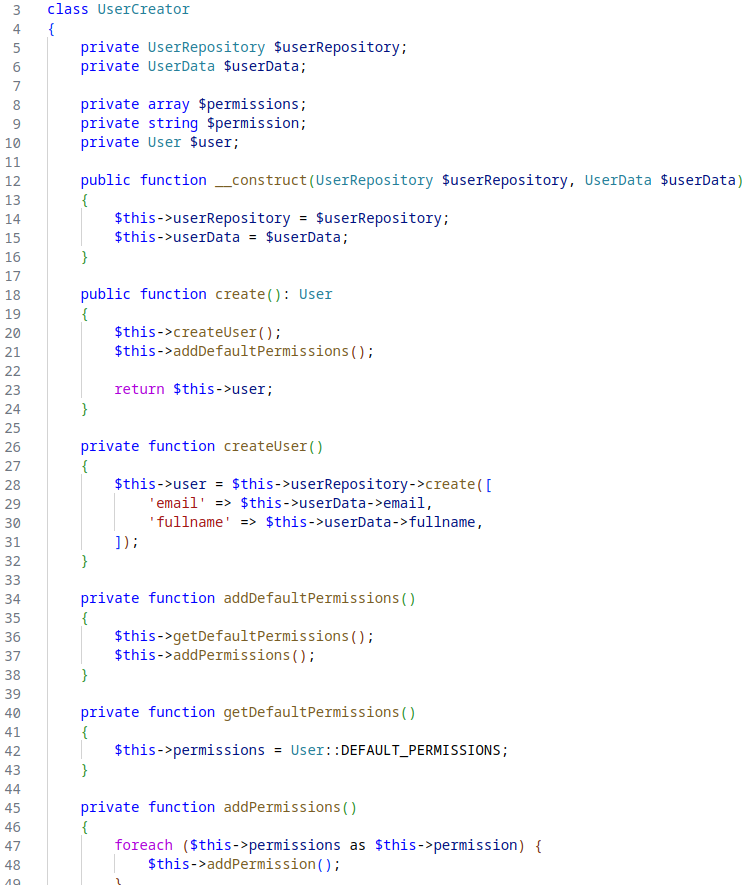 3 class UserCreator
4 {
5     private UserRepository $userRepository;
6     private UserData $userData;
7
8     private array $permissions;
9     private string $permission;
10     private User $user;
11
12     public function __construct(UserRepository $userRepository, UserData $userData)
13     {
14         $this->userRepository = $userRepository;
15         $this->userData = $userData;
16     }
17
18     public function create(): User
19     {
20         $this->createUser();
21         $this->addDefaultPermissions();
22
23         return $this->user;
24     }
25
26     private function createUser()
27     {
28         $this->user = $this->userRepository->create([
29             'email' => $this->userData->email,
30             'fullname' => $this->userData->fullname,
31         ]);
32     }
33
34     private function addDefaultPermissions()
35     {
36         $this->getDefaultPermissions();
37         $this->addPermissions();
38     }
39
40     private function getDefaultPermissions()
41     {
42         $this->permissions = User::DEFAULT_PERMISSIONS;
43     }
44
45     private function addPermissions()
46     {
47         foreach ($this->permissions as $this->permission) {
48             $this->addPermission();
49         }